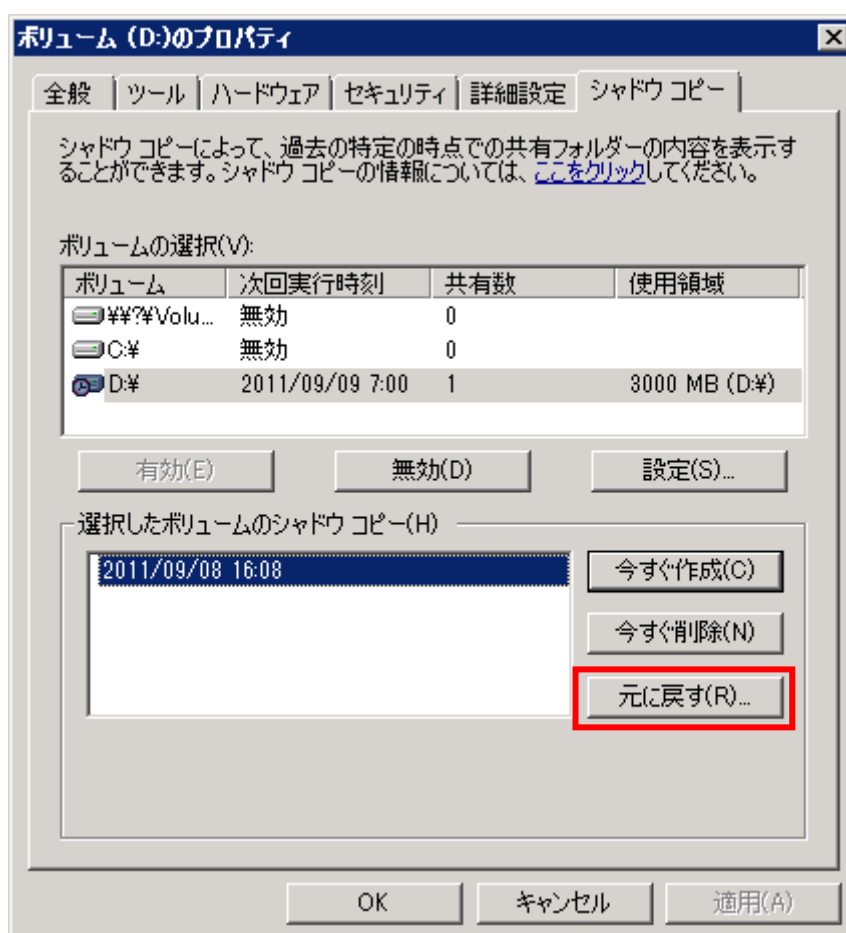 ボリューム (D:)のプロパティ
全般 ツール ハードウェア セキュリティ 詳細設定 シャドウ コピー
シャドウ コピーによって、過去の特定の時点での共有フォルダーの内容を表示す
ることができます。シャドウ コピーの情報については、ここをクリックしてください。
ボリュームの選択(V):
ボリューム 次回実行時刻 共有数 使用領域
¥¥?¥Volu... 無効 0
C:¥ 無効 0
D:¥ 2011/09/09 7:00 1 3000 MB (D:¥)
有効(E) 無効(D) 設定(S)...
選択したボリュームのシャドウ コピー(H)
2011/09/08 16:08 今すぐ作成(C)
今すぐ削除(N)
元に戻す(R)...
OK キャンセル 適用(A)